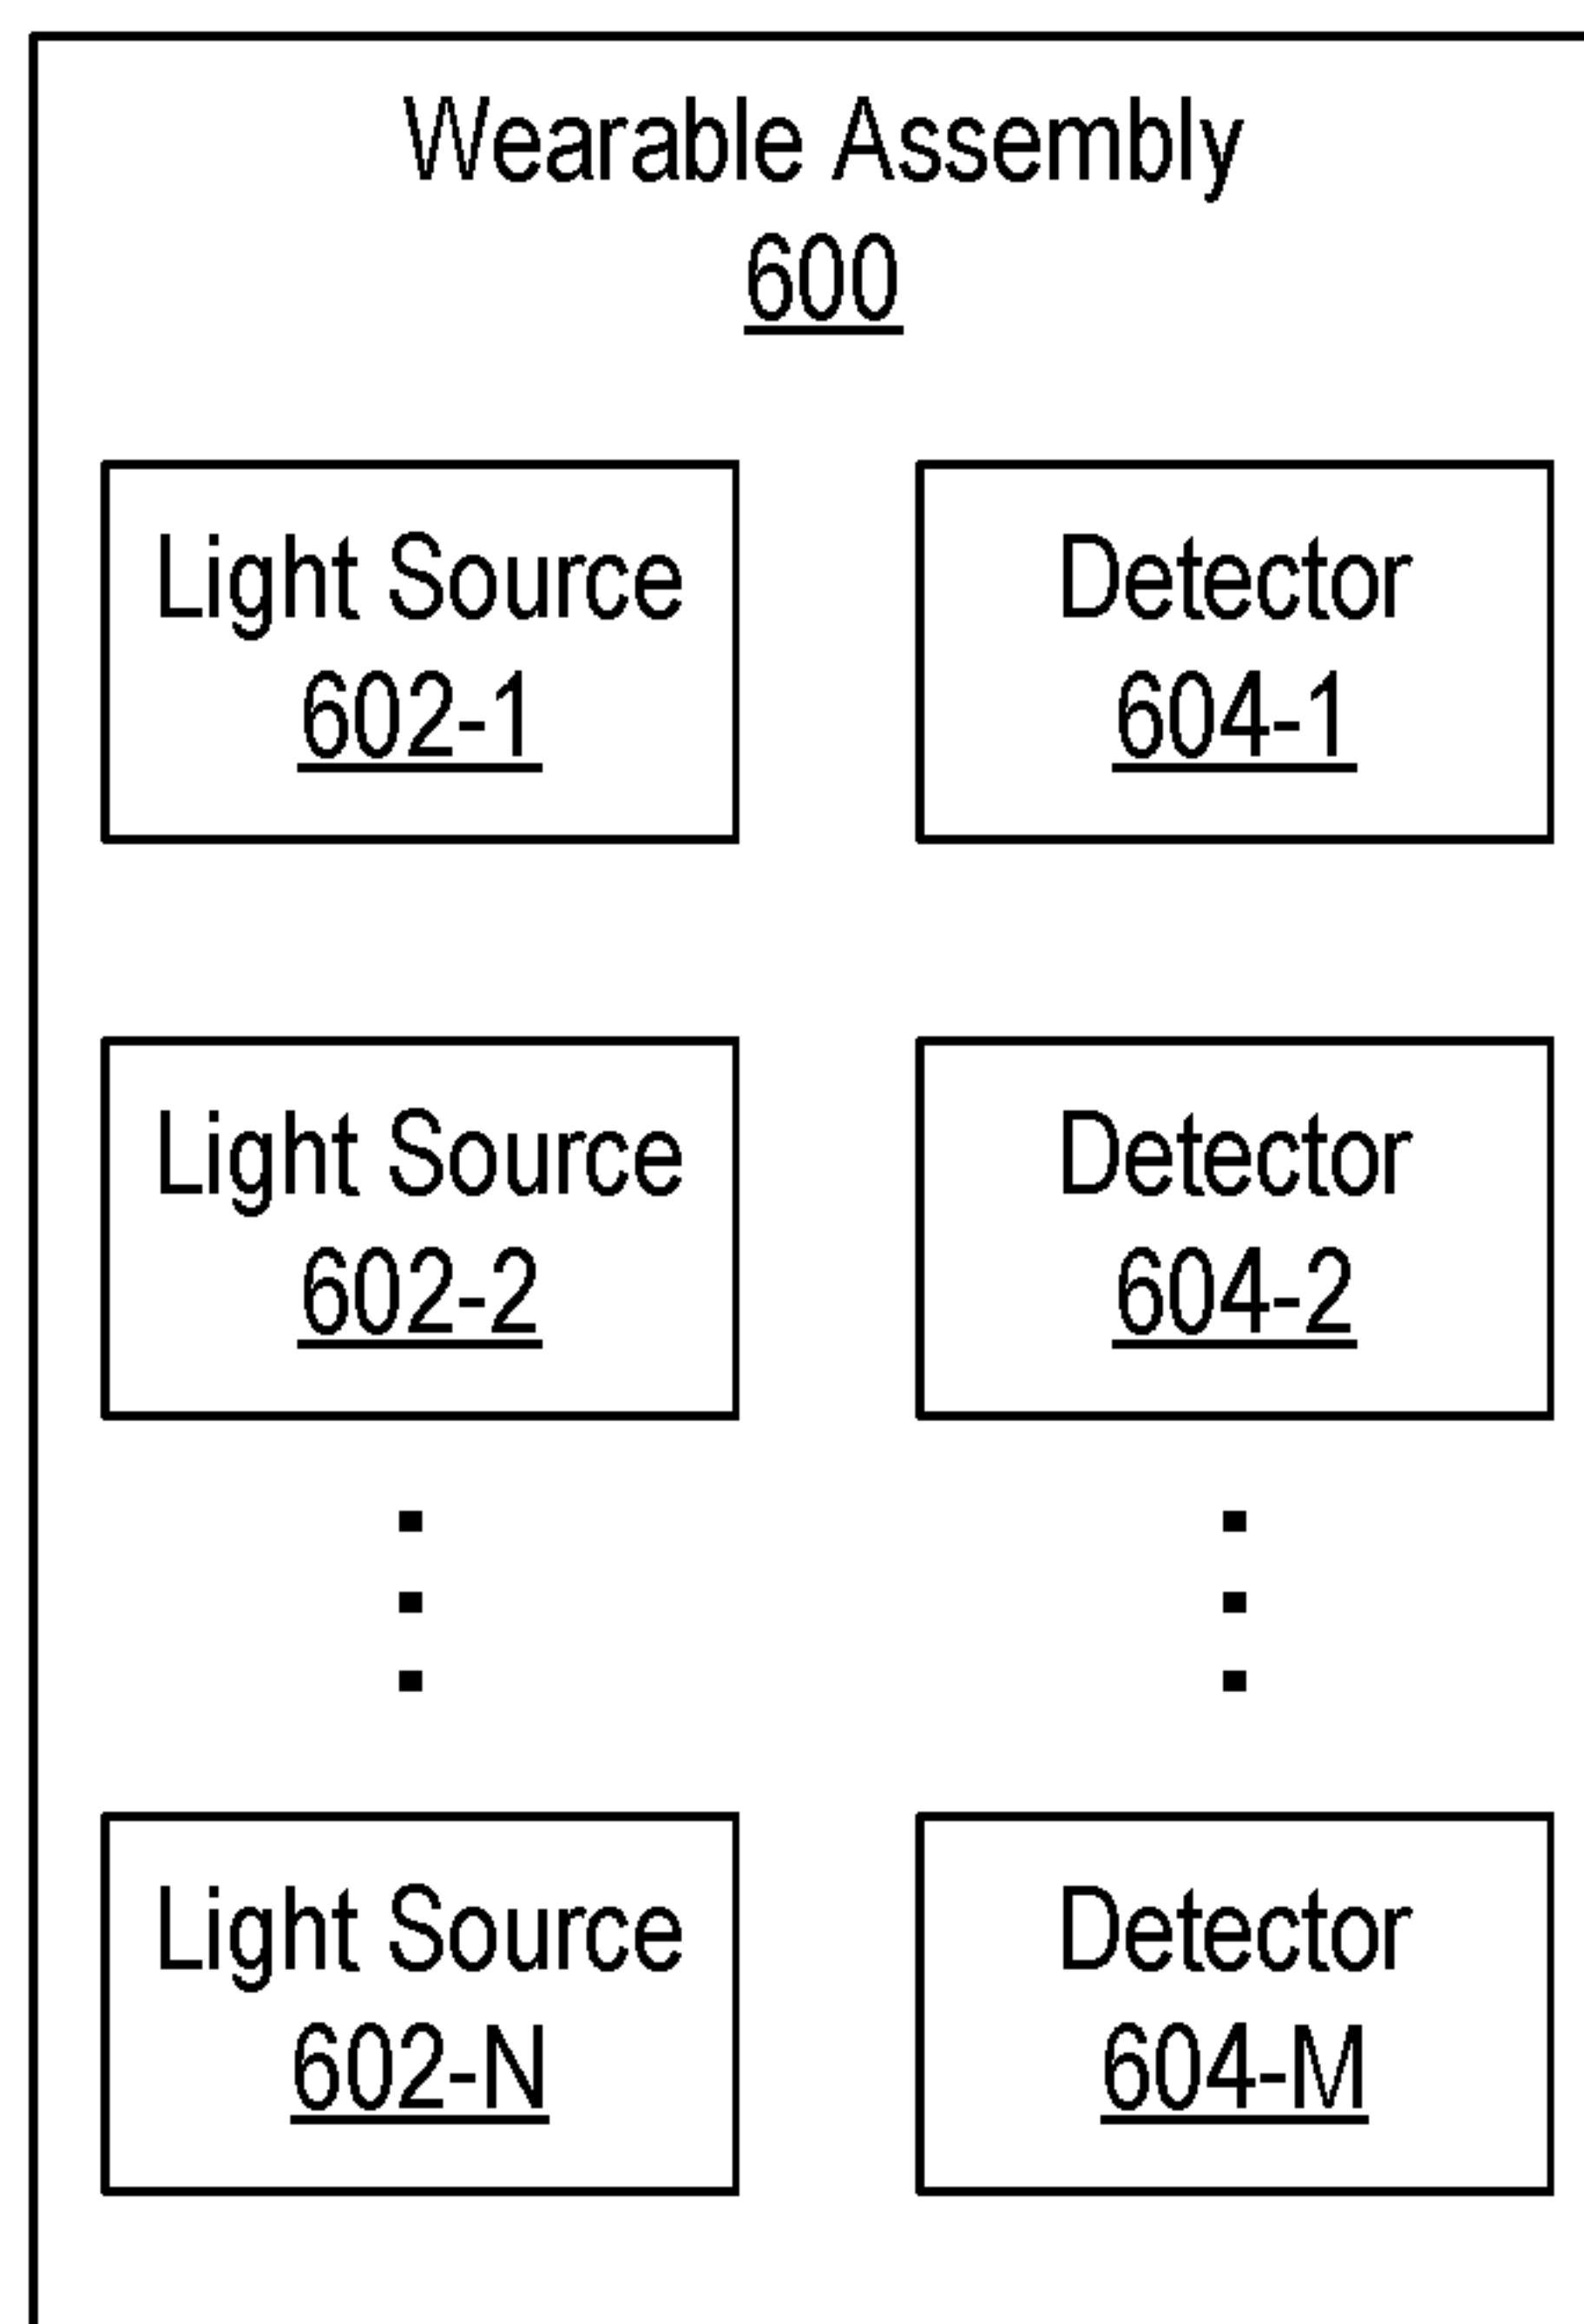 Wearable Assembly
600
Light Source
602-1
Detector
604-1
Light Source
602-2
Detector
604-2
Light Source
602-N
Detector
604-M